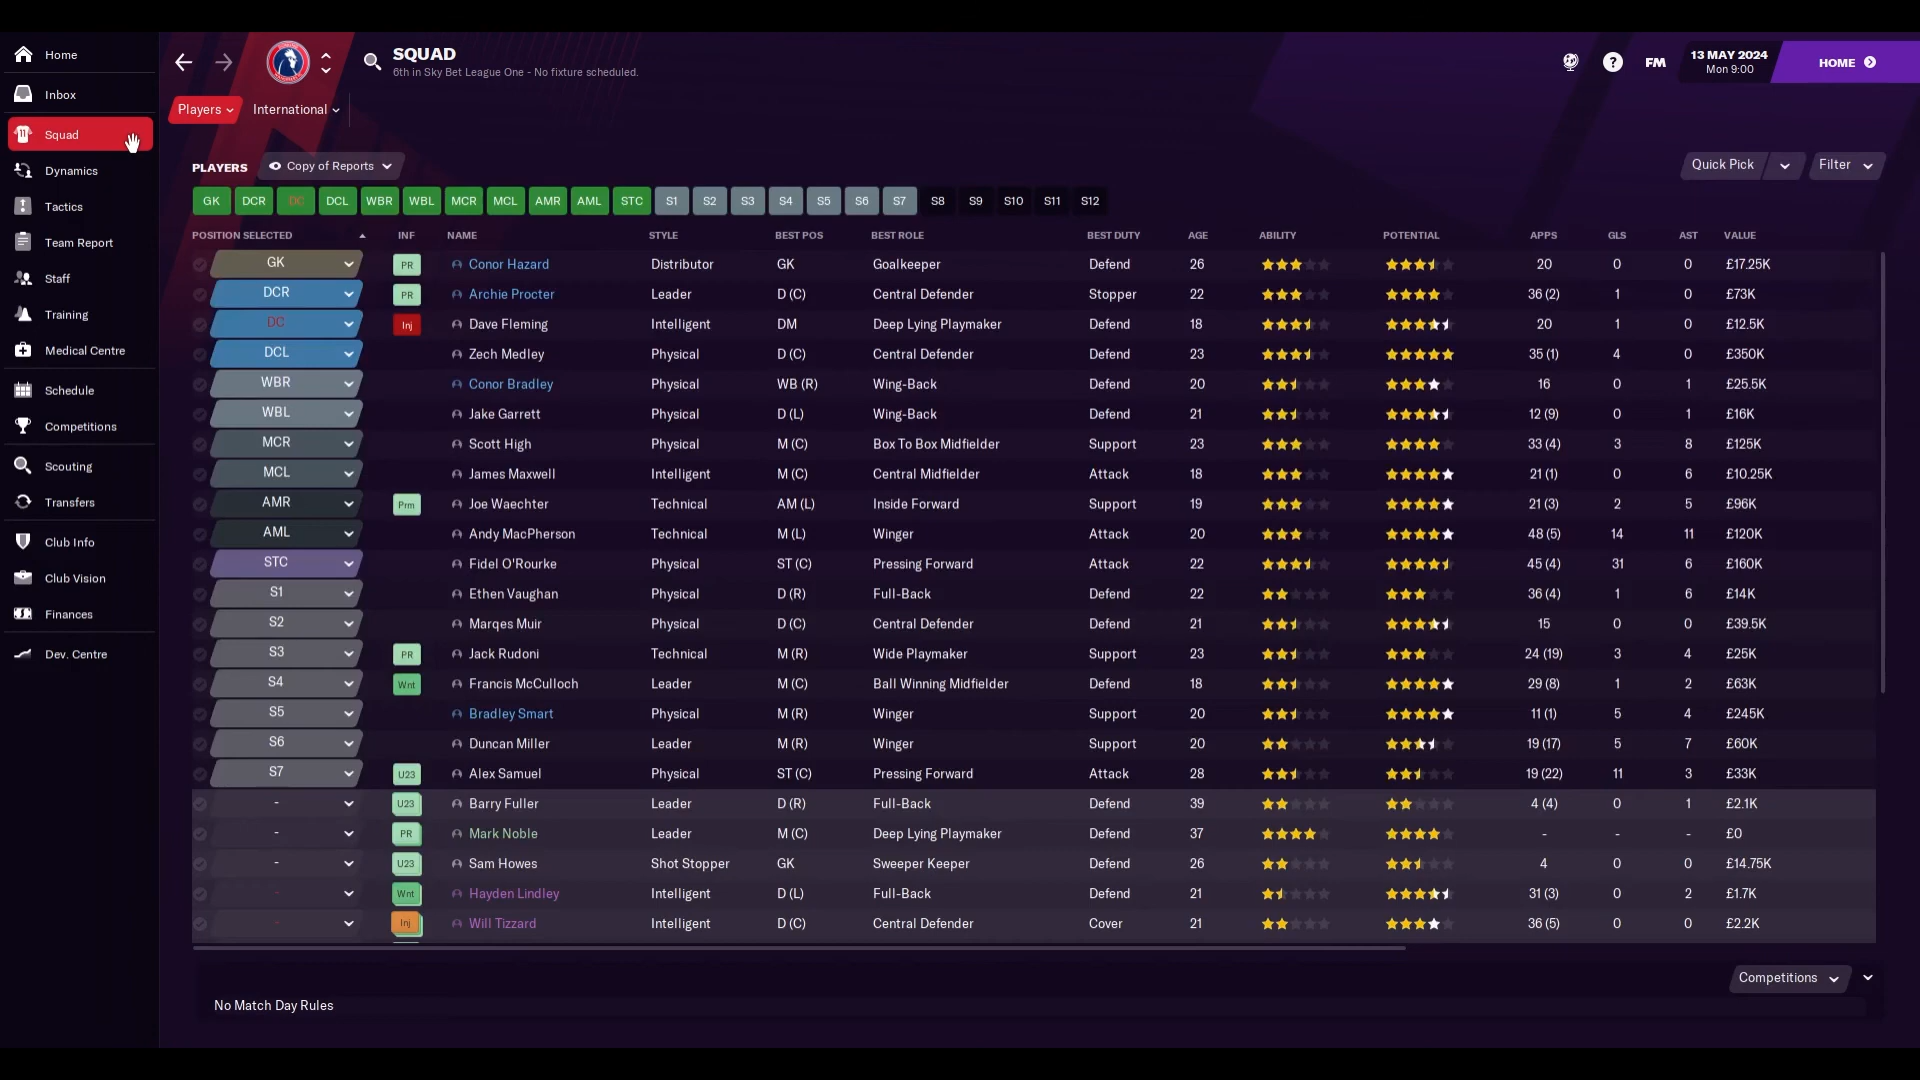 Home
Inbox
Squad
Dynamics
Tactics
Team Report
Staff
Training
Medical Centre
Schedule
Competitions
Scouting
Transfers
Club Info
Club Vision
Finances
Dev. Centre
SQUAD
6th in Sky Bet League One - No fixture scheduled.
FM
13 MAY 2024
Mon 9:00
HOME
Players International
PLAYERS Copy of Reports Quick Pick Filter
GK DCR DC DCL WBR WBL MCR MCL AMR AML STC S1 S2 S3 S4 S5 S6 S7 S8 S9 S10 S11 S12
POSITION SELECTED INF NAME STYLE BEST POS BEST ROLE BEST DUTY AGE ABILITY POTENTIAL APPS GLS AST VALUE
GK PR Conor Hazard Distributor GK Goalkeeper Defend 26 20 0 0 £17.25K
DCR PR Archie Procter Leader D (C) Central Defender Stopper 22 36 (2) 1 0 £73K
DC Inj Dave Fleming Intelligent DM Deep Lying Playmaker Defend 18 20 1 0 £12.5K
DCL Zech Medley Physical D (C) Central Defender Defend 23 35 (1) 4 0 £350K
WBR Conor Bradley Physical WB (R) Wing-Back Defend 20 16 0 1 £25.5K
WBL Jake Garrett Physical D (L) Wing-Back Defend 21 12 (9) 0 1 £16K
MCR Scott High Physical M (C) Box To Box Midfielder Support 23 33 (4) 3 8 £125K
MCL James Maxwell Intelligent M (C) Central Midfielder Attack 18 21 (1) 0 6 £10.25K
AMR Prm Joe Waechter Technical AM (L) Inside Forward Support 19 21 (3) 2 5 £96K
AML Andy MacPherson Technical M (L) Winger Attack 20 48 (5) 14 11 £120K
STC Fidel O'Rourke Physical ST (C) Pressing Forward Attack 22 45 (4) 31 6 £160K
S1 Ethen Vaughan Physical D (R) Full-Back Defend 22 36 (4) 1 6 £14K
S2 Marqes Muir Physical D (C) Central Defender Defend 21 15 0 0 £39.5K
S3 PR Jack Rudoni Technical M (R) Wide Playmaker Support 23 24 (19) 3 4 £25K
S4 Wnt Francis McCulloch Leader M (C) Ball Winning Midfielder Defend 18 29 (8) 1 2 £63K
S5 Bradley Smart Physical M (R) Winger Support 20 11 (1) 5 4 £245K
S6 Duncan Miller Leader M (R) Winger Support 20 19 (17) 5 7 £60K
S7 U23 Alex Samuel Physical ST (C) Pressing Forward Attack 28 19 (22) 11 3 £33K
- U23 Barry Fuller Leader D (R) Full-Back Defend 39 4 (4) 0 1 £2.1K
- PR Mark Noble Leader M (C) Deep Lying Playmaker Defend 37 - - - £0
- U23 Sam Howes Shot Stopper GK Sweeper Keeper Defend 26 4 0 0 £14.75K
- Wnt Hayden Lindley Intelligent D (L) Full-Back Defend 21 31 (3) 0 2 £1.7K
- Inj Will Tizzard Intelligent D (C) Central Defender Cover 21 36 (5) 0 0 £2.2K
Competitions
No Match Day Rules